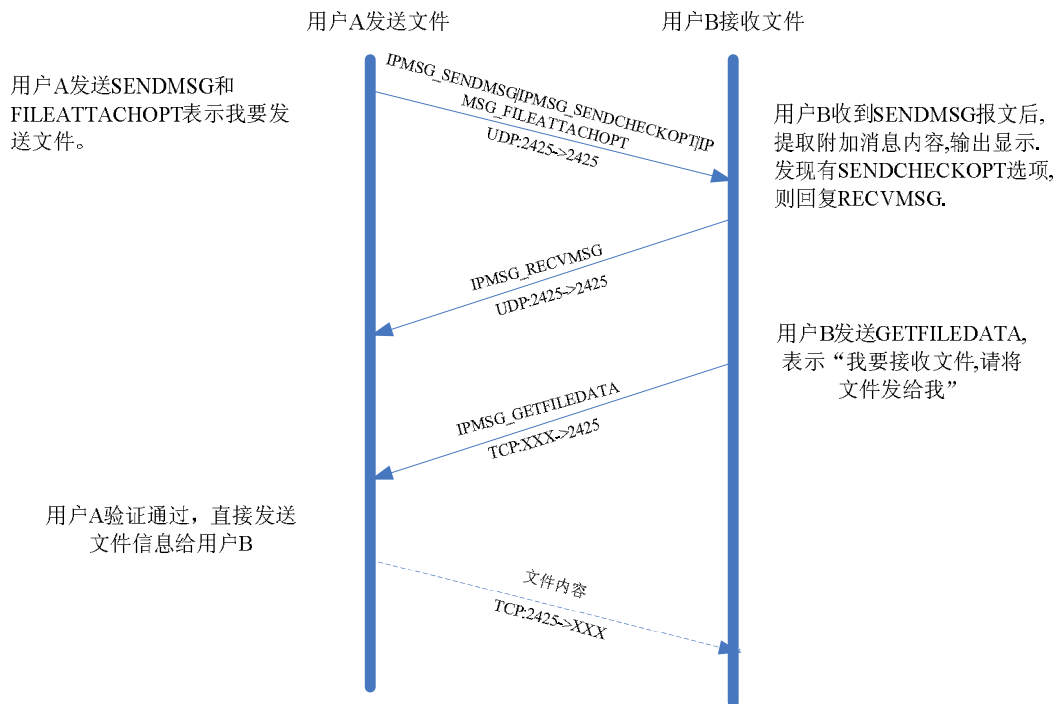 用户A发送文件
用户B接收文件
用户A发送SENDMSG和
FILEATTACHOPT表示我要发
送文件。
IPMSG_SENDMSG|IPMSG_SENDCHECKOPT|IP
MSG_FILEATTACHOPT
UDP:2425->2425
用户B收到SENDMSG报文后,
提取附加消息内容,输出显示.
发现有SENDCHECKOPT选项,
则回复RECVMSG.
IPMSG_RECVMSG
UDP:2425->2425
用户B发送GETFILEDATA,
表示“我要接收文件,请将
文件发给我”
IPMSG_GETFILEDATA
TCP:XXX->2425
用户A验证通过，直接发送
文件信息给用户B
文件内容
TCP:2425->XXX